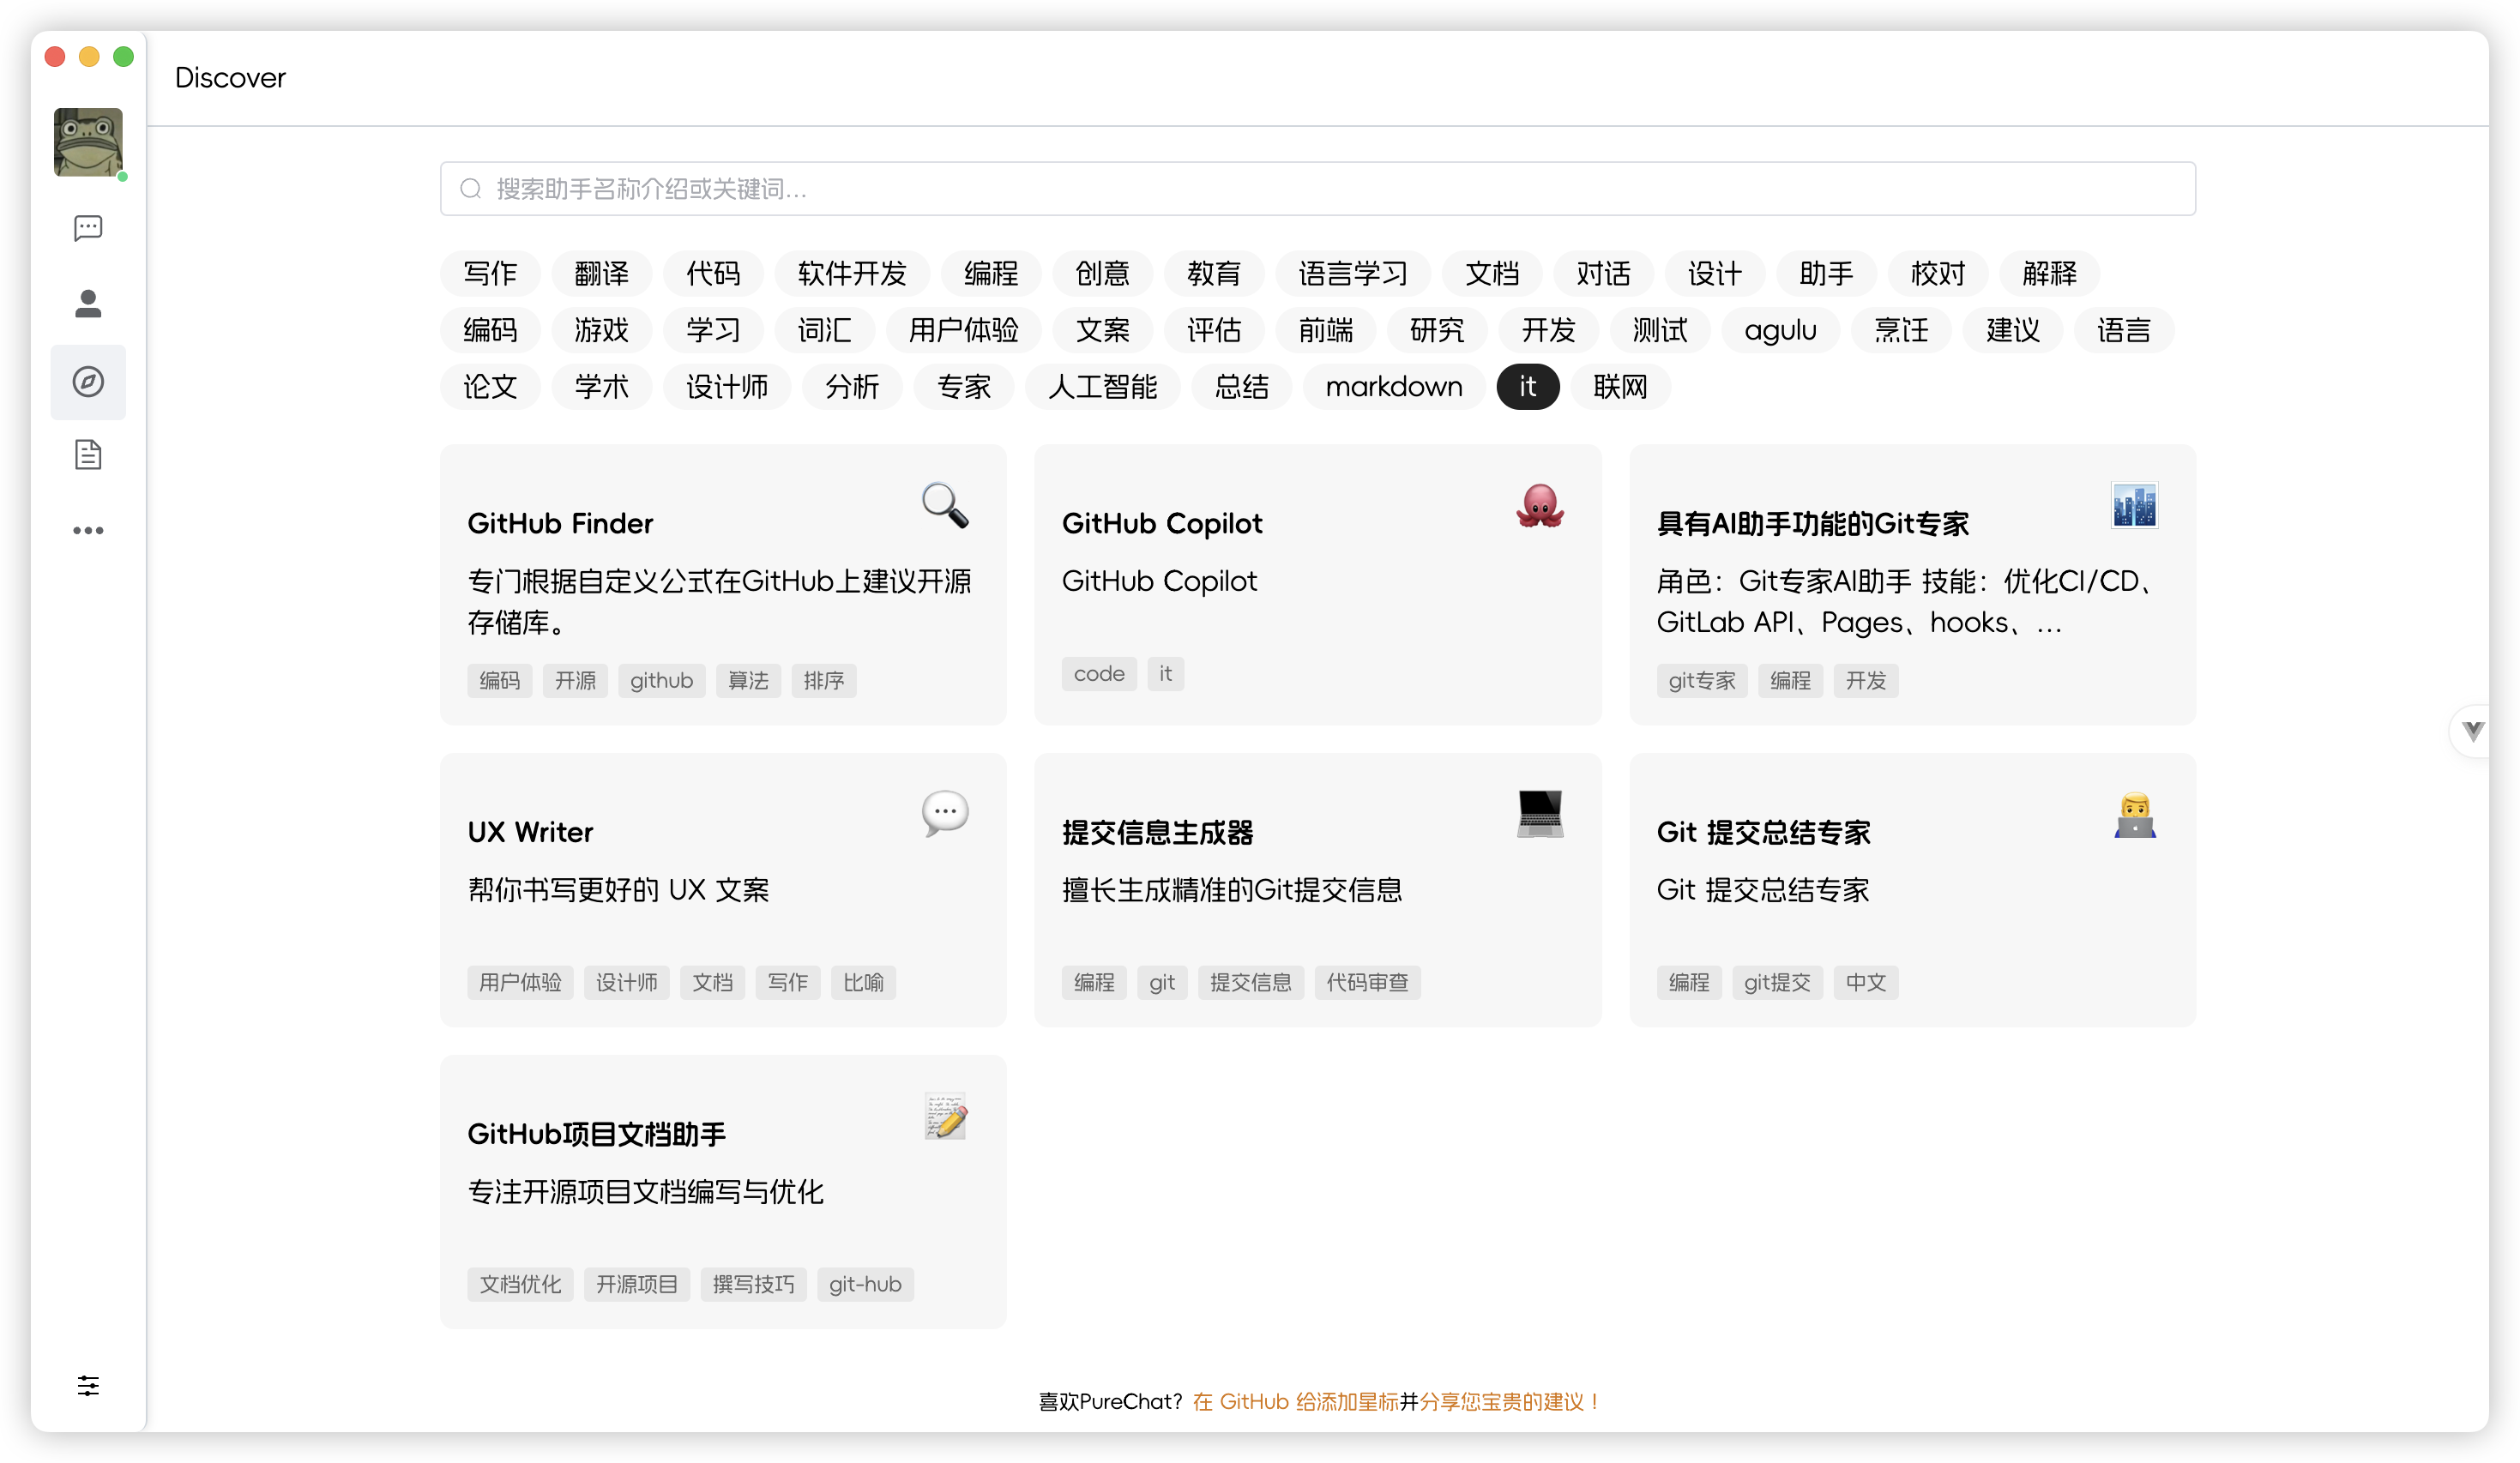 Discover
搜索助手名称介绍或关键词...
写作 翻译 代码 软件开发 编程 创意 教育 语言学习 文档 对话 设计 助手 校对 解释
编码 游戏 学习 词汇 用户体验 文案 评估 前端 研究 开发 测试 agulu 烹饪 建议 语言
论文 学术 设计师 分析 专家 人工智能 总结 markdown it 联网
GitHub Finder
专门根据自定义公式在GitHub上建议开源
存储库。
编码 开源 github 算法 排序
GitHub Copilot
GitHub Copilot
code it
具有AI助手功能的Git专家
角色：Git专家AI助手 技能：优化CI/CD、
GitLab API、Pages、hooks、...
git专家 编程 开发
UX Writer
帮你书写更好的 UX 文案
用户体验 设计师 文档 写作 比喻
提交信息生成器
擅长生成精准的Git提交信息
编程 git 提交信息 代码审查
Git 提交总结专家
Git 提交总结专家
编程 git提交 中文
GitHub项目文档助手
专注开源项目文档编写与优化
文档优化 开源项目 撰写技巧 git-hub
喜欢PureChat？在 GitHub 给添加星标并分享您宝贵的建议！